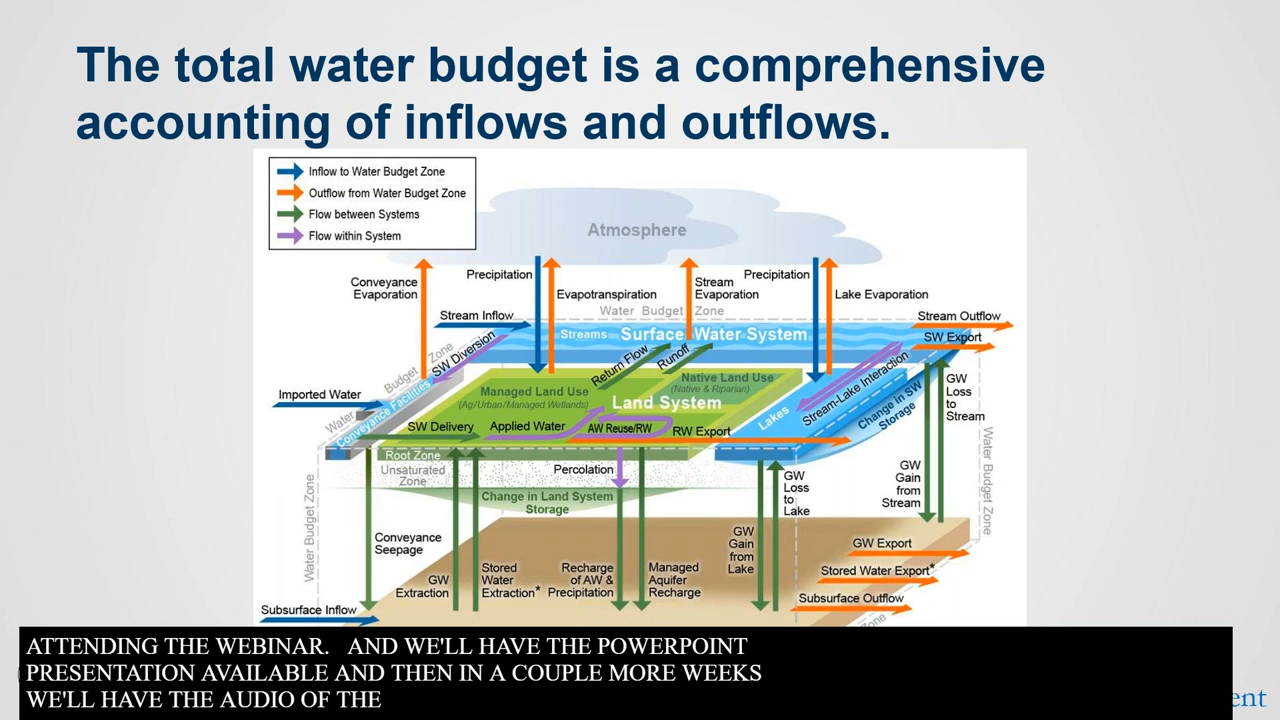 The total water budget is a comprehensive
accounting of inflows and outflows.
Inflow to Water Budget Zone
Outflow from Water Budget Zone
Flow between Systems
Flow within System
Atmosphere
Conveyance
Evaporation
Precipitation
Evapotranspiration
Stream
Evaporation
Precipitation
Lake Evaporation
Water Budget Zone
Stream Inflow
Streams
Surface Water System
Stream Outflow
SW Export
SW Diversion
Return Flow
Runoff
Stream-Lake Interaction
Water Budget Zone
Imported Water
Conveyance Facilities
Managed Land Use
(Ag/Urban/Managed Wetlands)
Native Land Use
(Native & Riparian)
Land System
Lakes
Change in SW
Storage
GW
Loss
to
Stream
SW Delivery
Applied Water
AW Reuse/RW
RW Export
Root Zone
Unsaturated
Zone
Percolation
Change in Land System
Storage
GW
Loss
to
Lake
GW
Gain
from
Stream
Water Budget Zone
Water Budget Zone
Conveyance
Seepage
GW
Extraction
Stored
Water
Extraction*
Recharge
of AW &
Precipitation
Managed
Aquifer
Recharge
GW
Gain
from
Lake
GW Export
Stored Water Export*
Subsurface Outflow
Subsurface Inflow
Zone
ATTENDING THE WEBINAR. AND WE'LL HAVE THE POWERPOINT
PRESENTATION AVAILABLE AND THEN IN A COUPLE MORE WEEKS
WE'LL HAVE THE AUDIO OF THE
ent